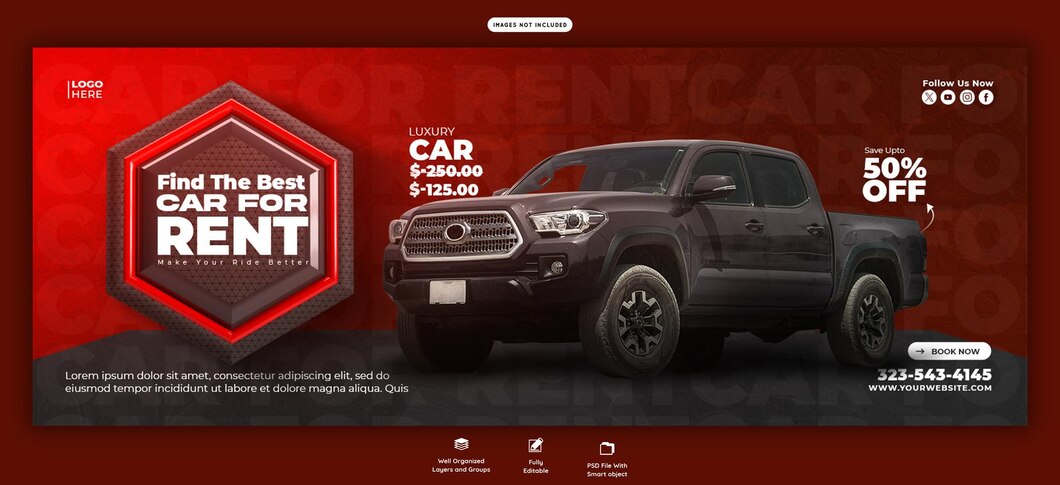 IMAGES NOT INCLUDED
LOGO
HERE
Follow Us Now
Find The Best
CAR FOR
RENT
Make Your Ride Better
LUXURY
CAR
$-250.00
$-125.00
Save Upto
50%
OFF
BOOK NOW
323-543-4145
WWW.YOURWEBSITE.COM
Lorem ipsum dolor sit amet, consectetur adipiscing elit, sed do
eiusmod tempor incididunt ut labore et dolore magna aliqua. Quis
CAR FOR RENTCAR FO
Well Organized
Layers and Groups
Fully
Editable
PSD File With
Smart object